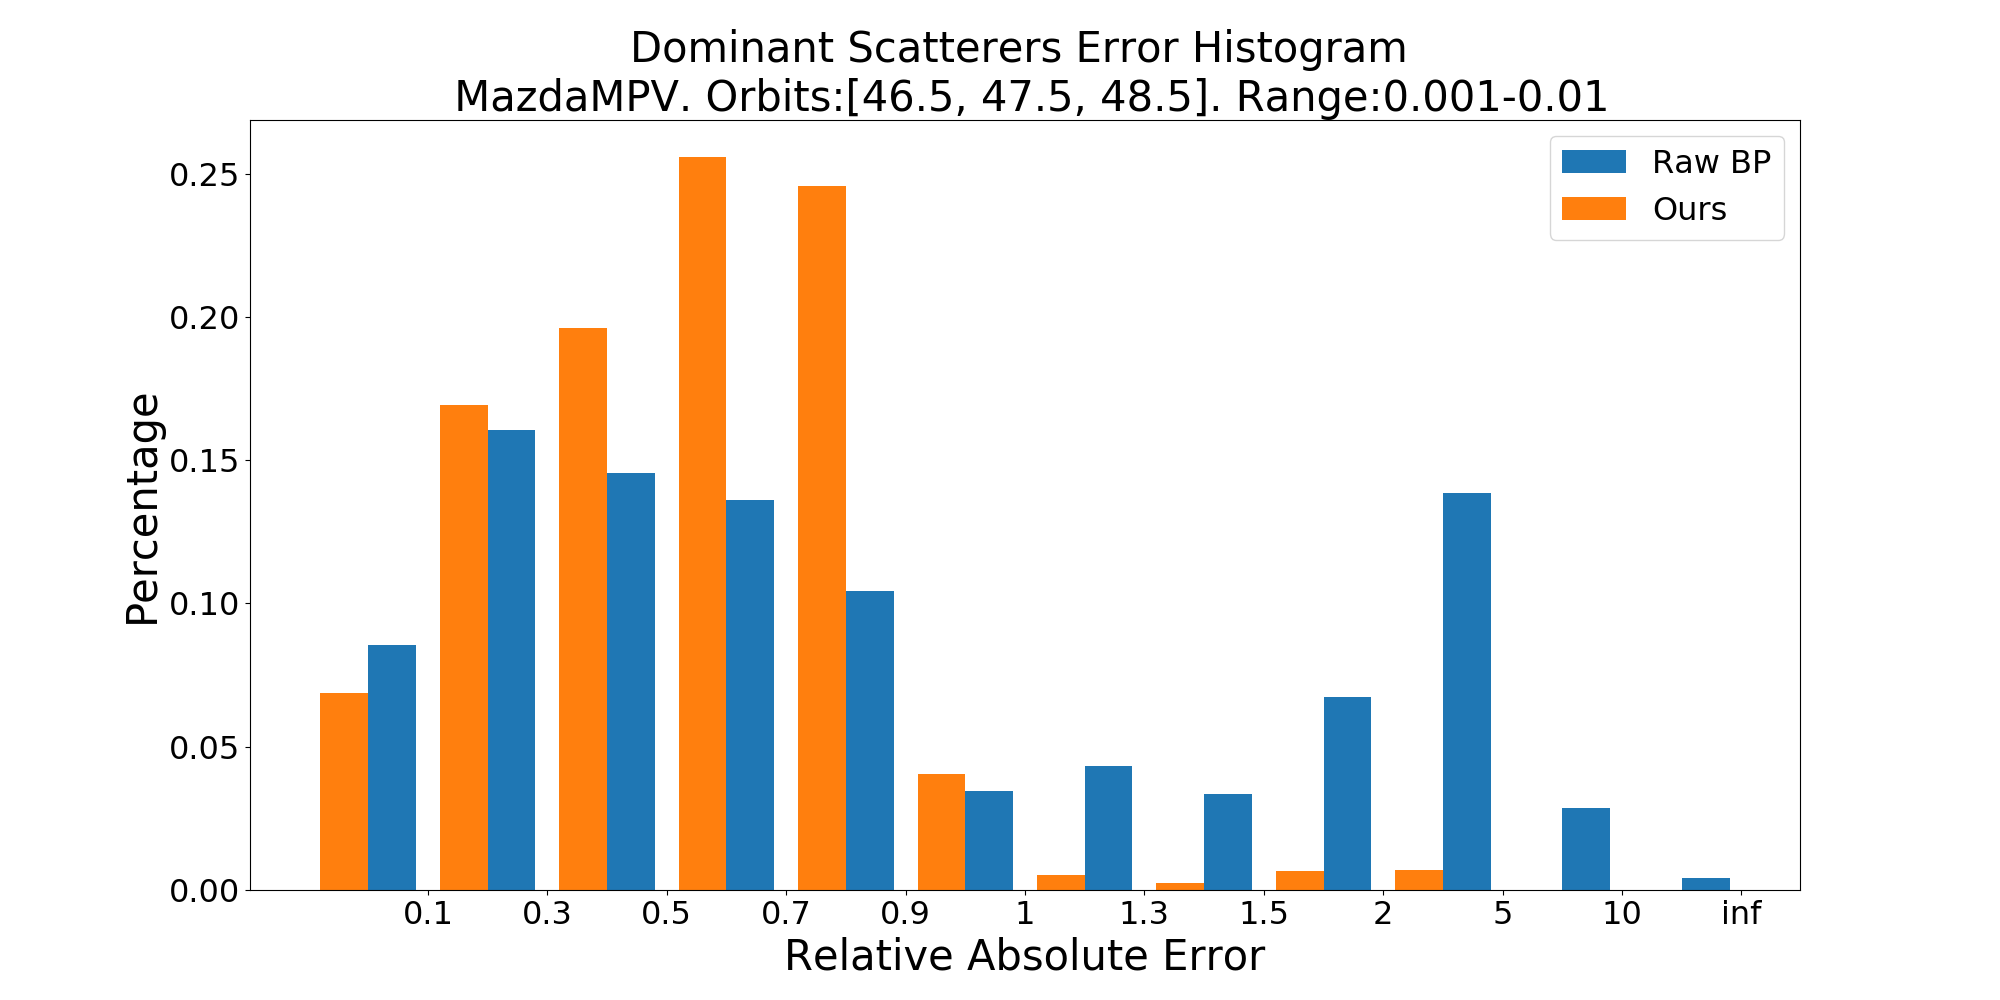 Dominant Scatterers Error Histogram
MazdaMPV. Orbits:[46.5, 47.5, 48.5]. Range:0.001-0.01
Raw BP
Ours
Percentage
0.25
0.20
0.15
0.10
0.05
0.00
0.1 0.3 0.5 0.7 0.9 1 1.3 1.5 2 5 10 inf
Relative Absolute Error